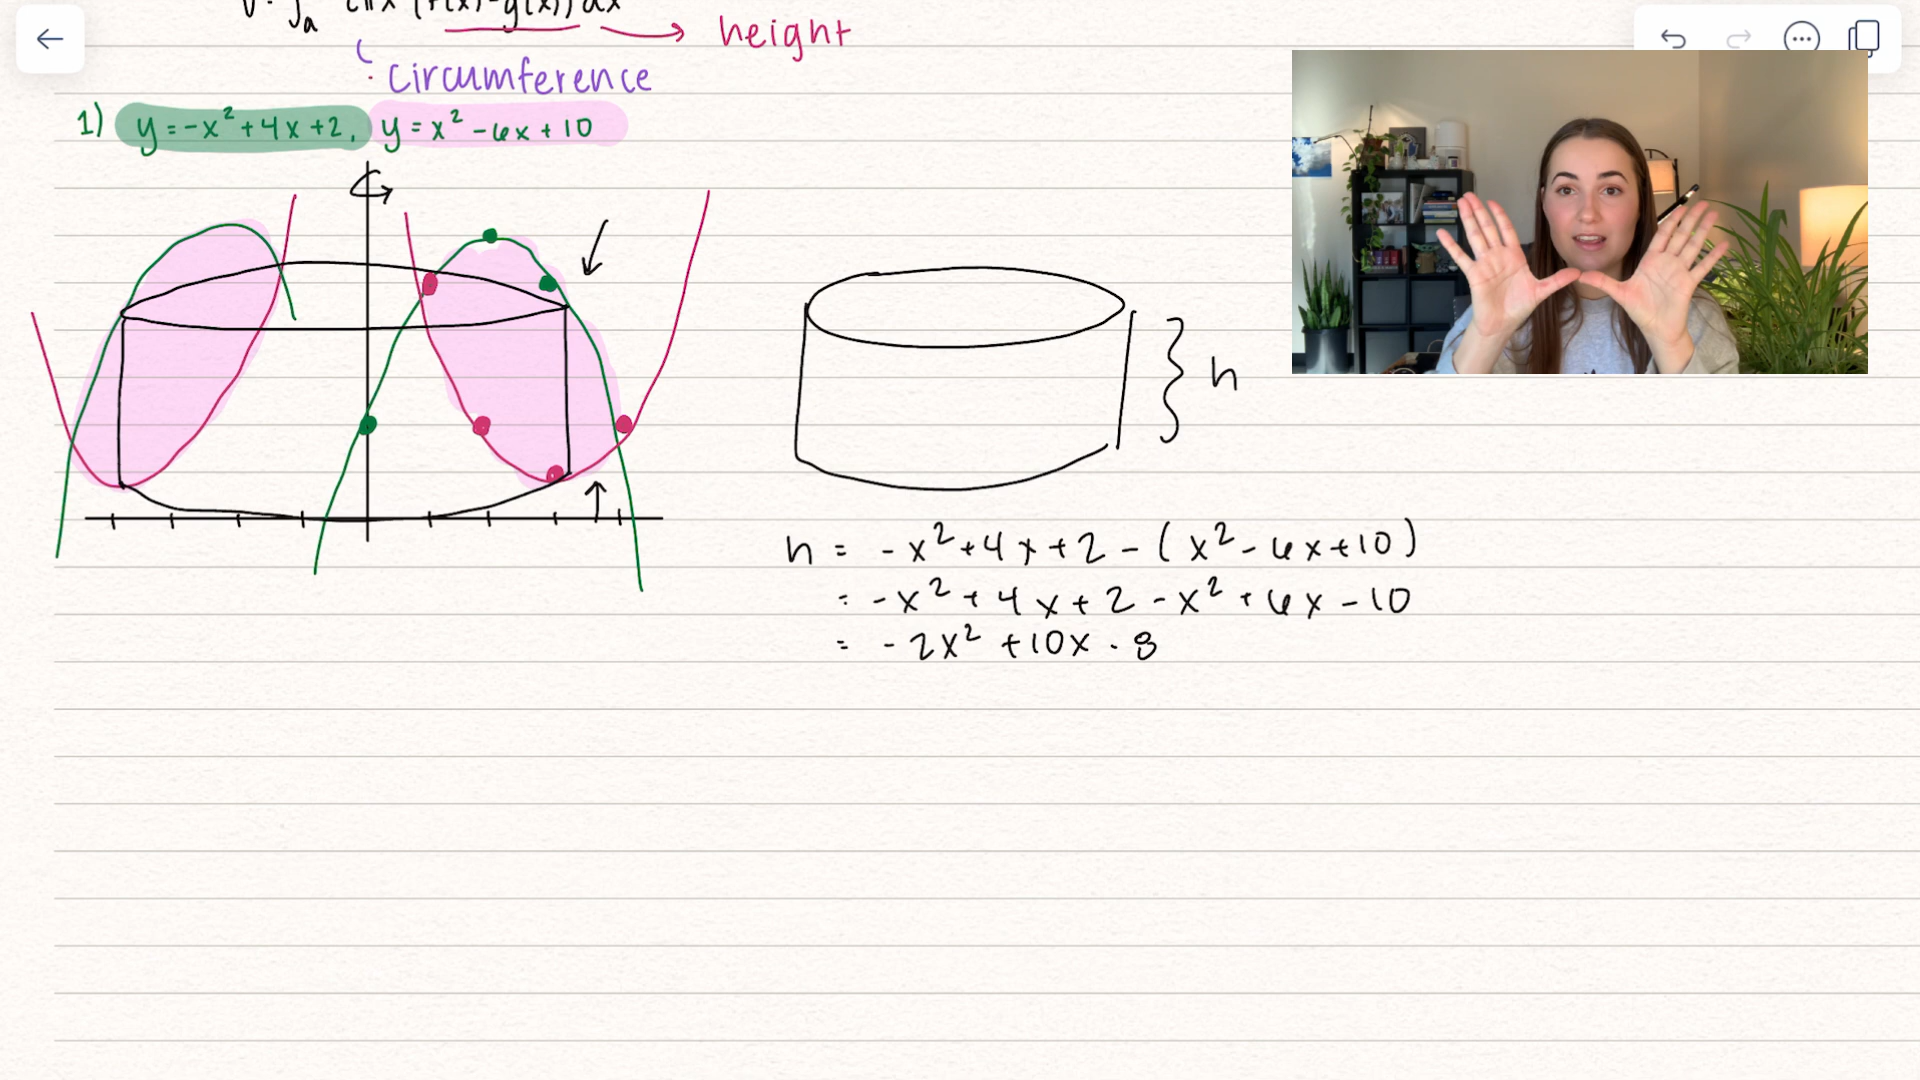 height
circumference
1) y = -x² + 4x + 2, y = x² - 6x + 10
h
h = -x² + 4x + 2 - (x² - 6x + 10)
= -x² + 4x + 2 - x² + 6x - 10
= -2x² + 10x - 8